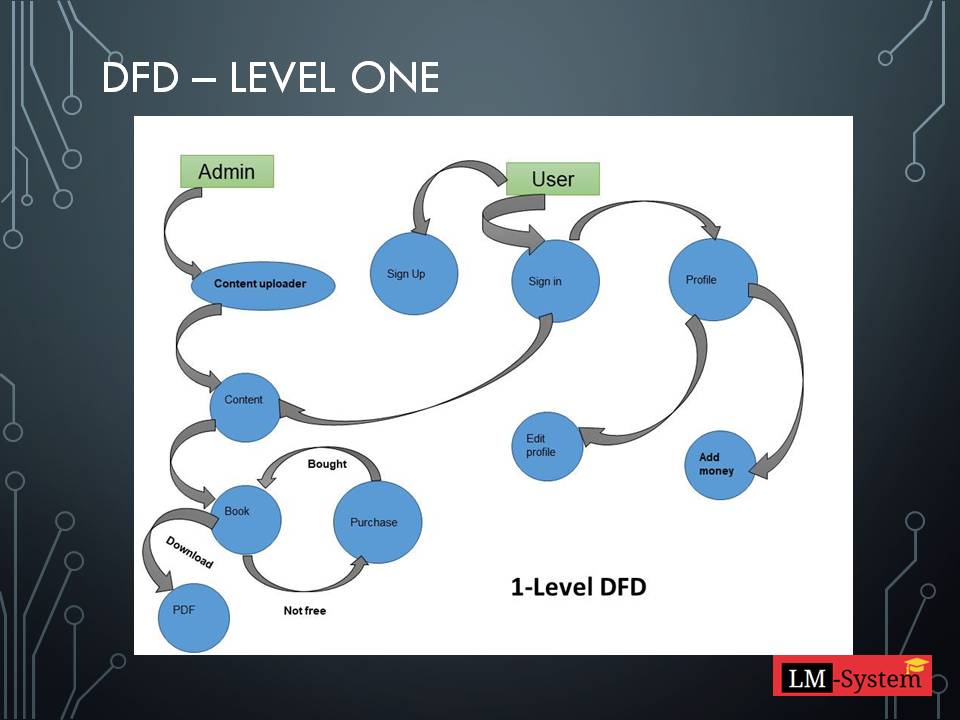 DFD – LEVEL ONE
Admin
User
Content uploader
Sign Up
Sign in
Profile
Content
Edit
profile
Add
money
Bought
Book
Purchase
Download
Not free
PDF
1-Level DFD
LM-System